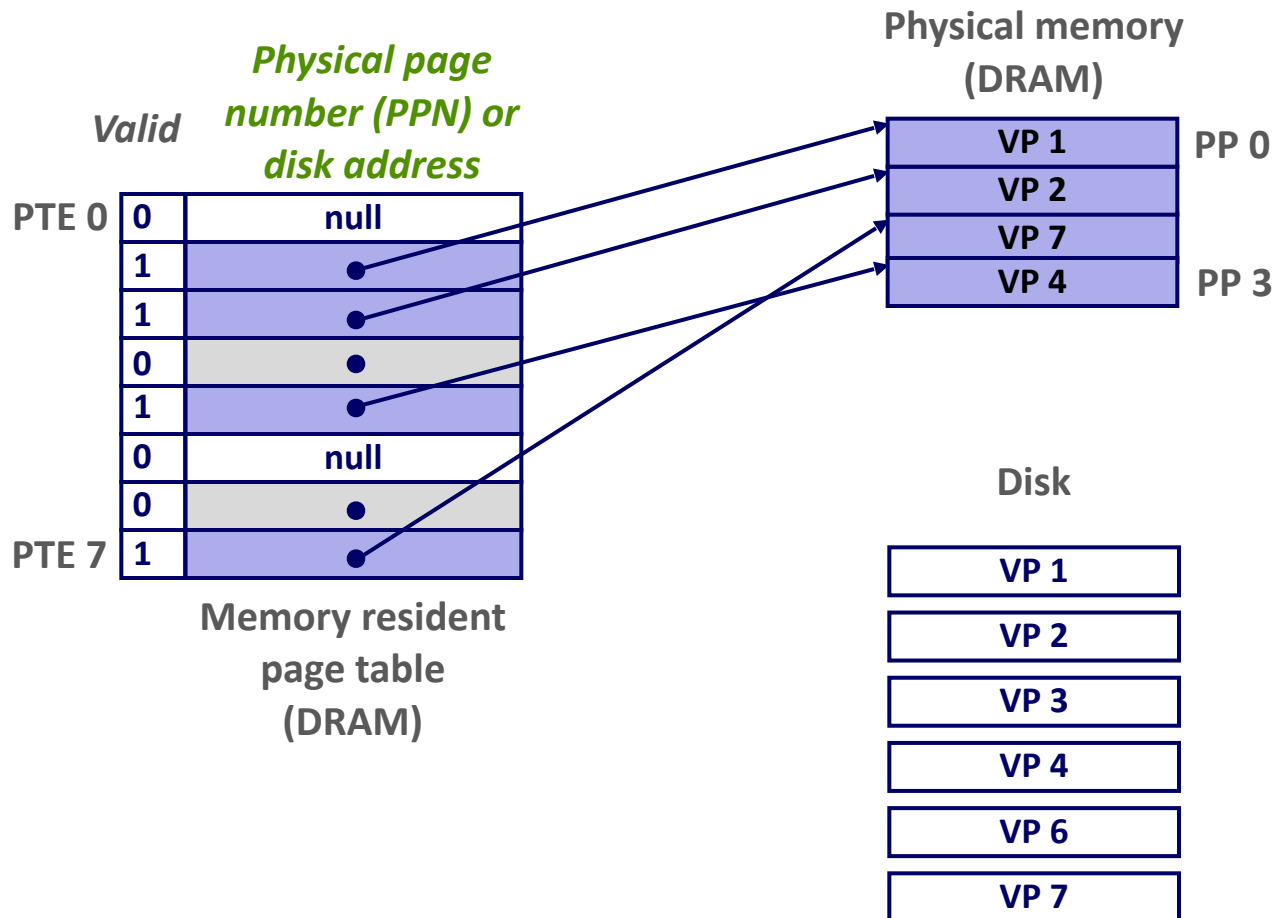 Physical page
number (PPN) or
disk address
Valid
PTE 0
0
null
1
1
0
1
0
null
0
PTE 7
1
Memory resident
page table
(DRAM)
Physical memory
(DRAM)
VP 1
PP 0
VP 2
VP 7
VP 4
PP 3
Disk
VP 1
VP 2
VP 3
VP 4
VP 6
VP 7